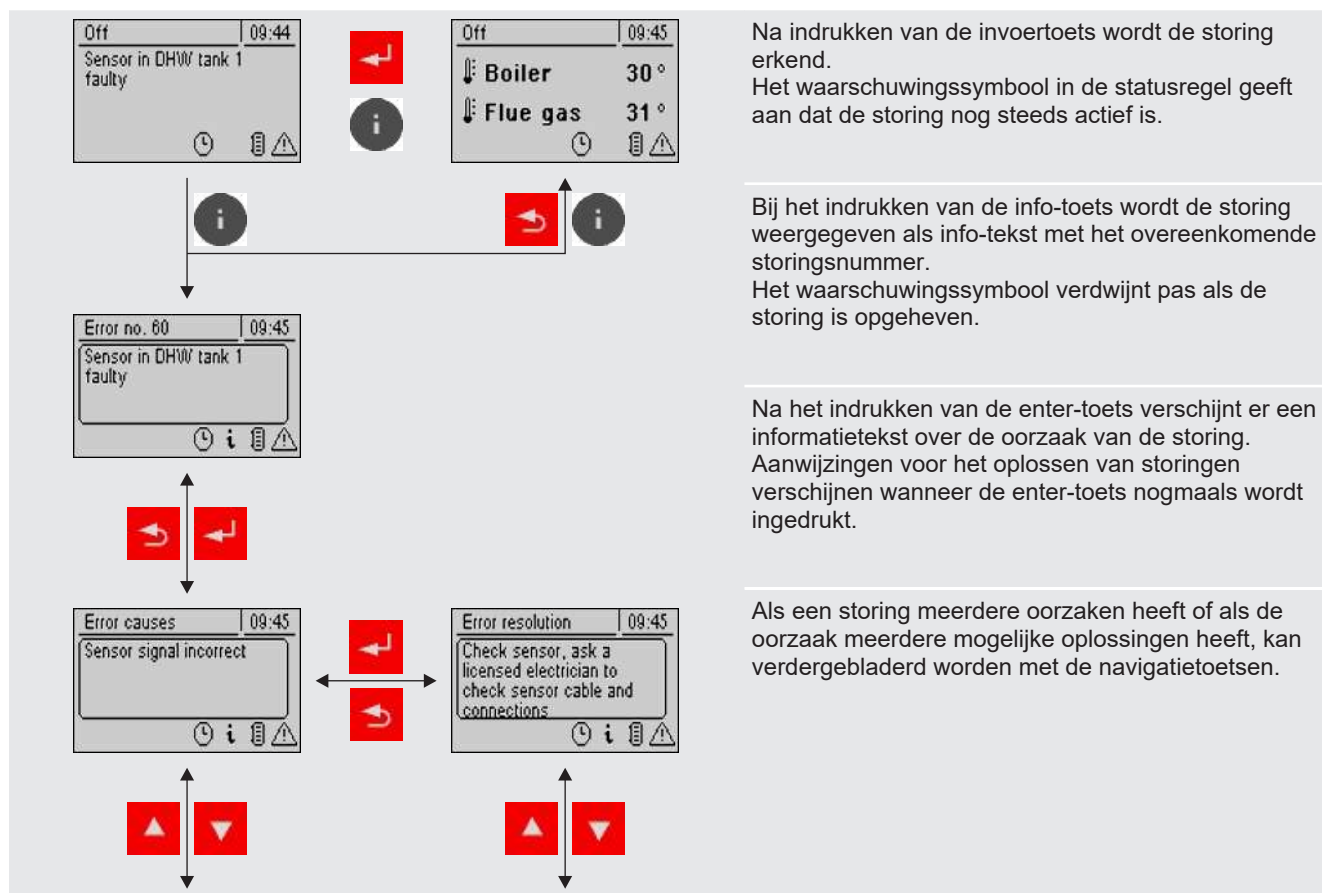 Off 09:44
Sensor in DHW tank 1
faulty
i
Off 09:45
Boiler 30 °
Flue gas 31 °
Na indrukken van de invoertoets wordt de storing
erkend.
Het waarschuwingssymbool in de statusregel geeft
aan dat de storing nog steeds actief is.
i
i
Bij het indrukken van de info-toets wordt de storing
weergegeven als info-tekst met het overeenkomende
storingsnummer.
Het waarschuwingssymbool verdwijnt pas als de
storing is opgeheven.
Error no. 60 09:45
Sensor in DHW tank 1
faulty
i
Na het indrukken van de enter-toets verschijnt er een
informatietekst over de oorzaak van de storing.
Aanwijzingen voor het oplossen van storingen
verschijnen wanneer de enter-toets nogmaals wordt
ingedrukt.
Error causes 09:45
Sensor signal incorrect
i
Error resolution 09:45
Check sensor, ask a
licensed electrician to
check sensor cable and
connections
i
Als een storing meerdere oorzaken heeft of als de
oorzaak meerdere mogelijke oplossingen heeft, kan
verdergebladerd worden met de navigatietoetsen.